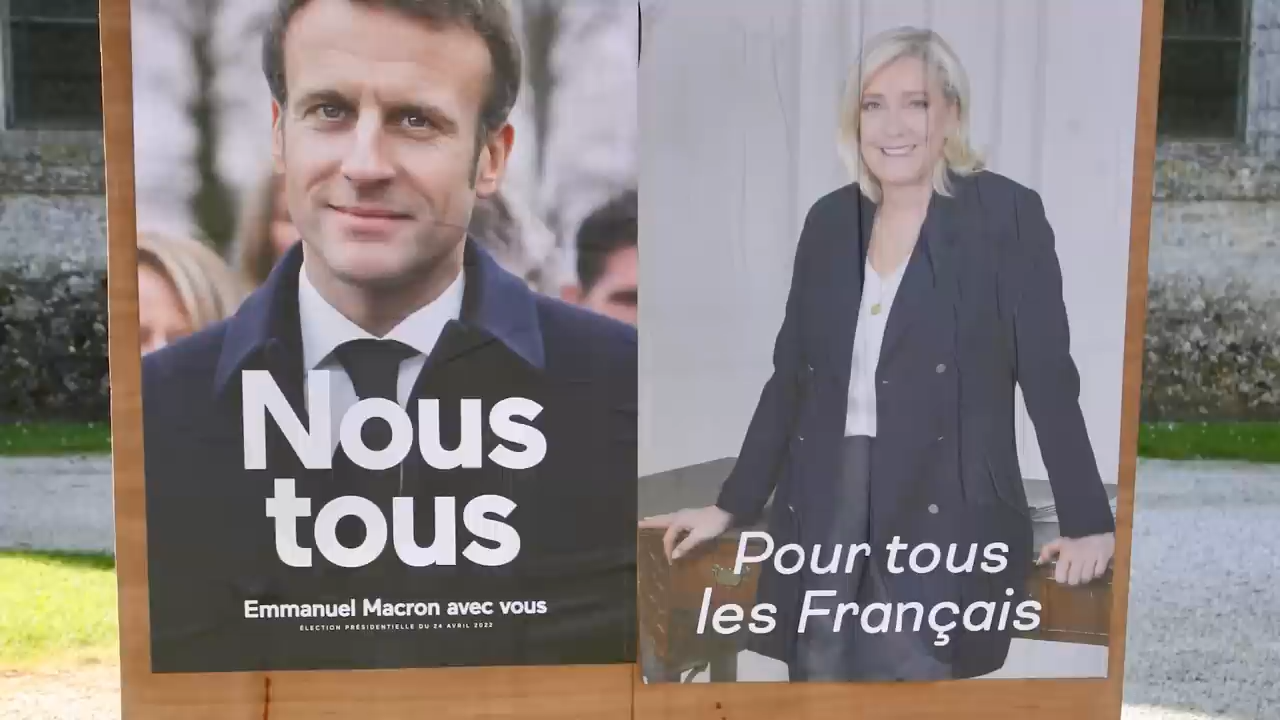 Nous
tous
Emmanuel Macron avec vous
ÉLECTION PRÉSIDENTIELLE DU 24 AVRIL 2022
Pour tous
les Français